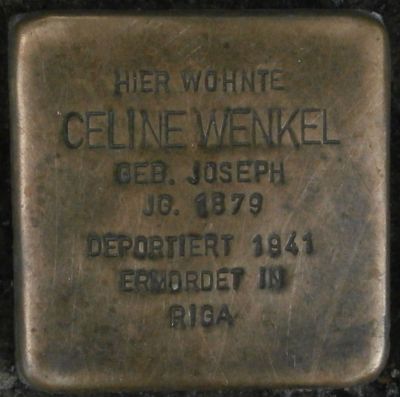 HIER WOHNTE
CELINE WENKEL
GEB. JOSEPH
JG. 1879
DEPORTIERT 1941
ERMORDET IN
RIGA